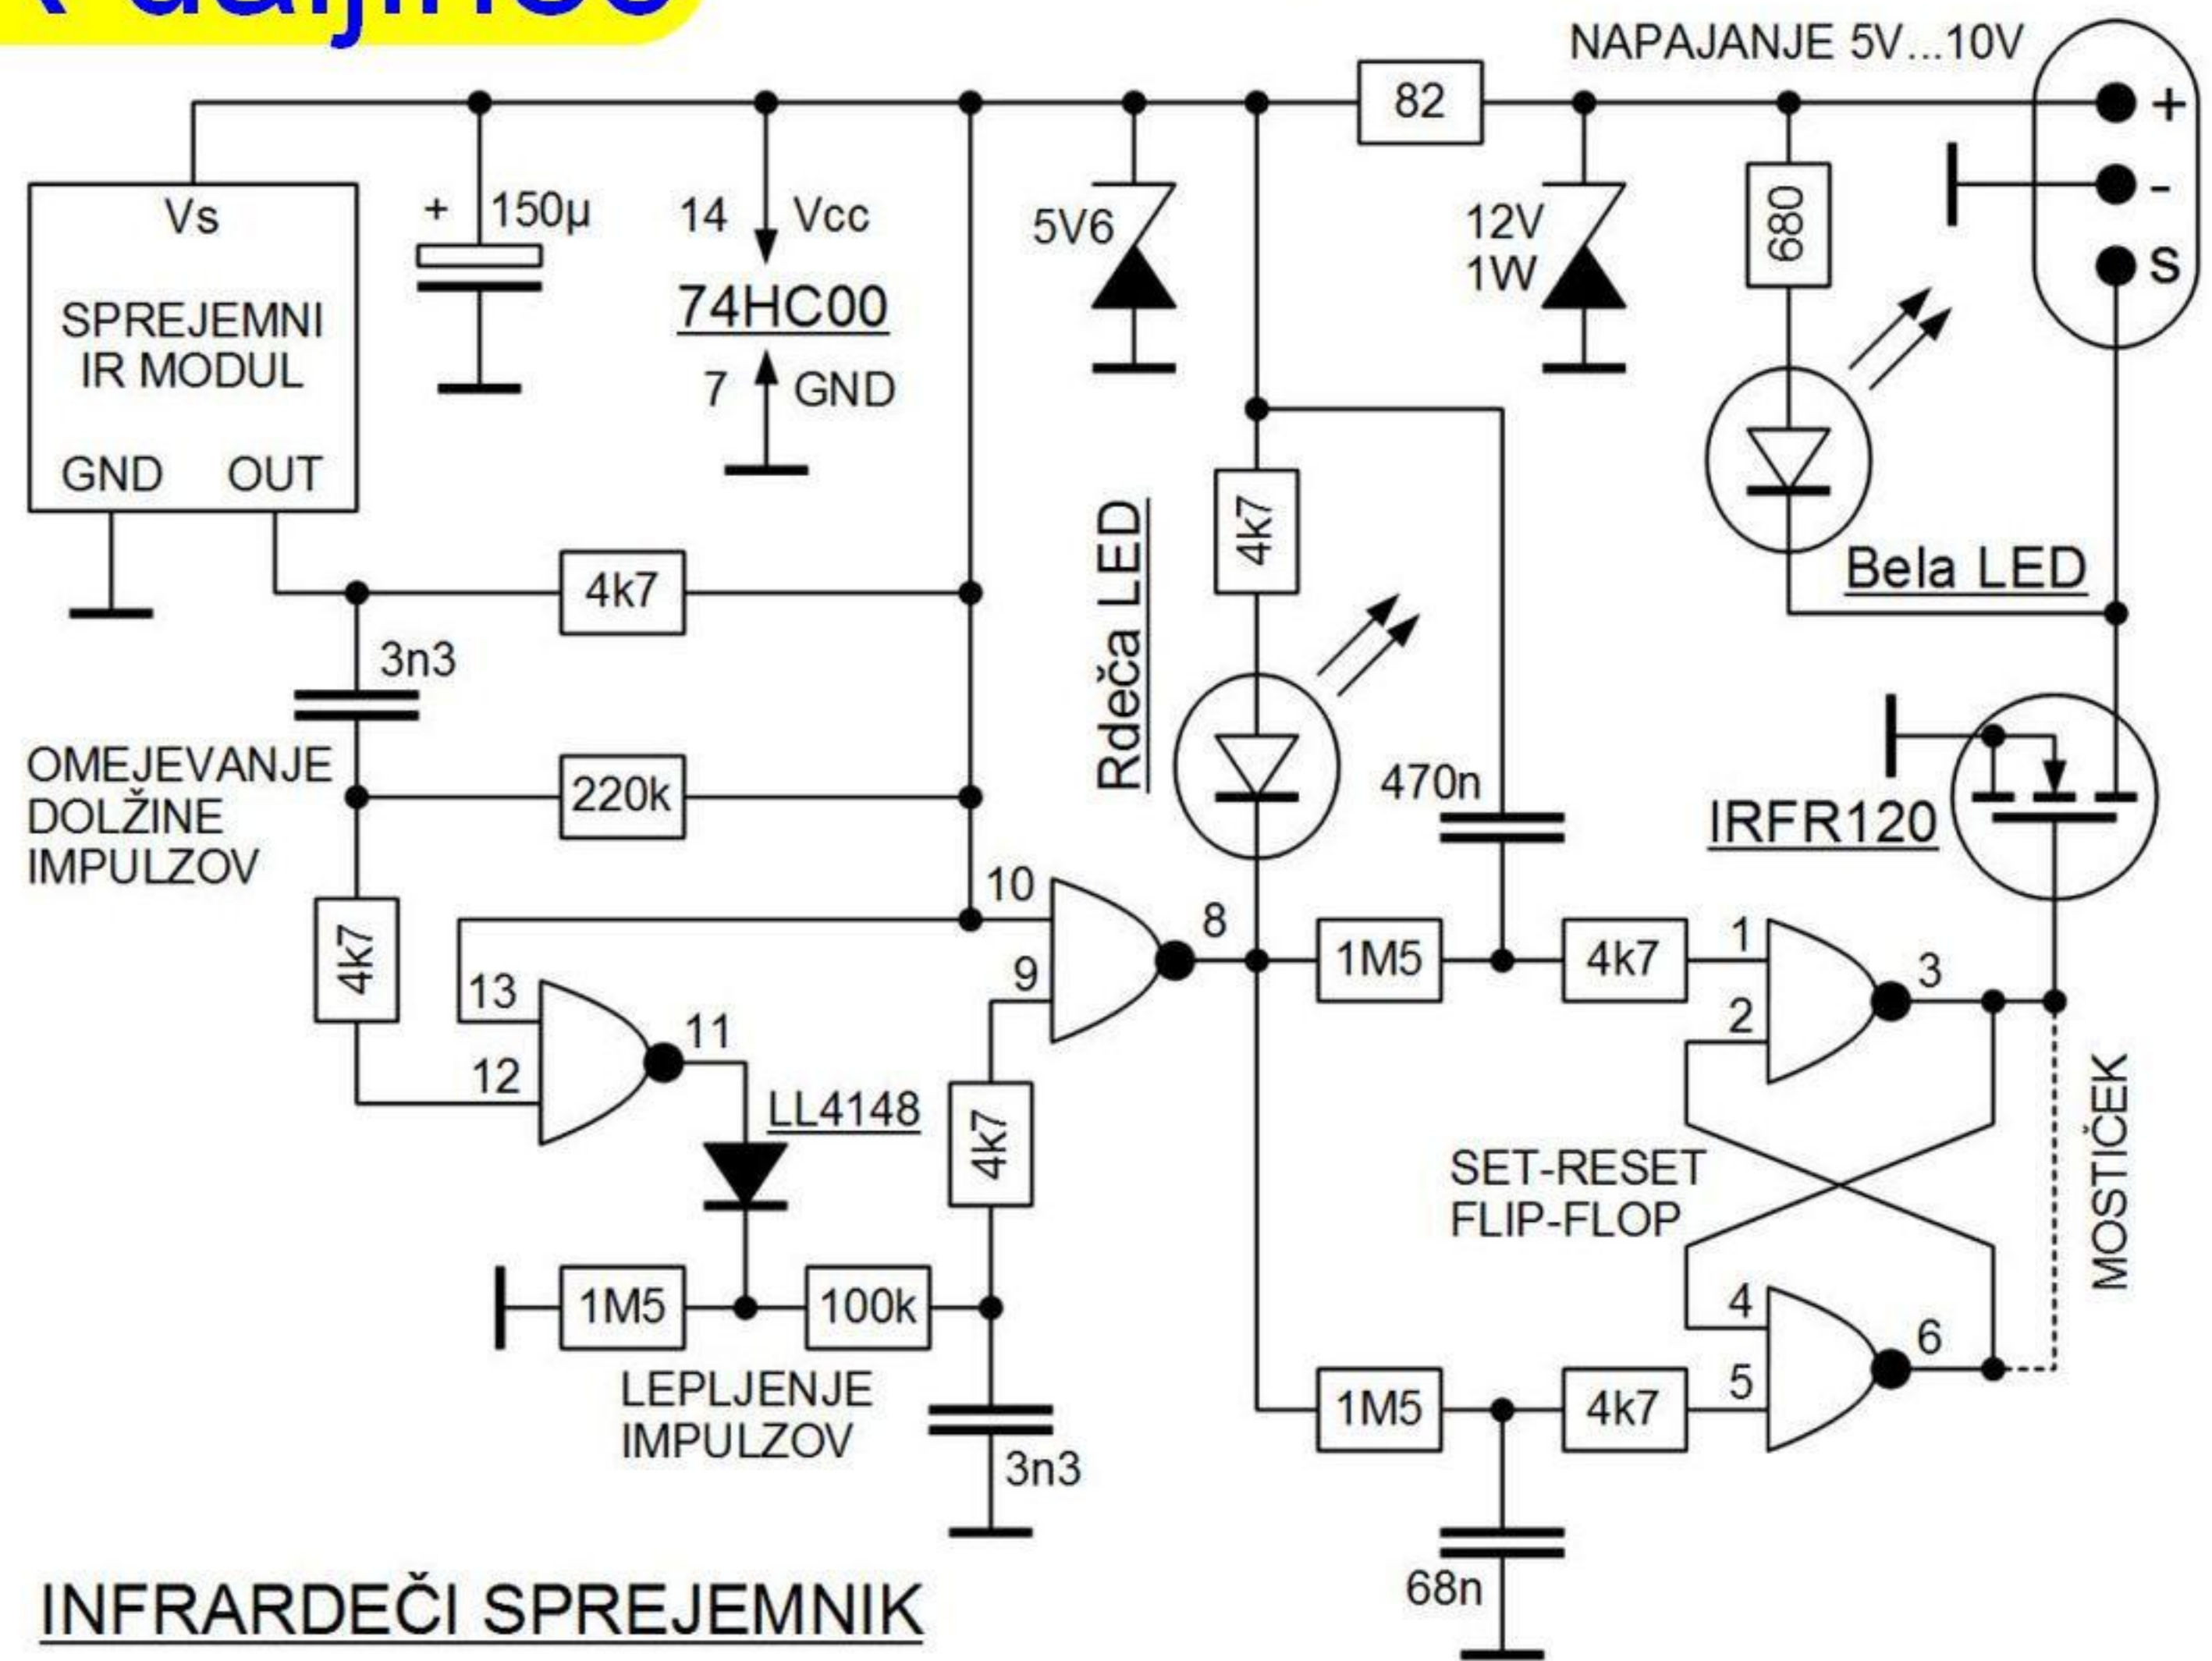 NAPAJANJE 5V...10V
82
+
-
S
Vs
SPREJEMNI
IR MODUL
GND OUT
+ 150µ
14 Vcc
74HC00
7 GND
5V6
12V
1W
680
Bela LED
4k7
Rdeča LED
4k7
3n3
OMEJEVANJE
DOLŽINE
IMPULZOV
220k
470n
IRFR120
4k7
10
9
8
1M5
4k7
1
2
3
13
12
11
LL4148
4k7
SET-RESET
FLIP-FLOP
MOSTIČEK
1M5
100k
LEPLJENJE
IMPULZOV
3n3
4
5
6
1M5
4k7
68n
INFRARDEČI SPREJEMNIK